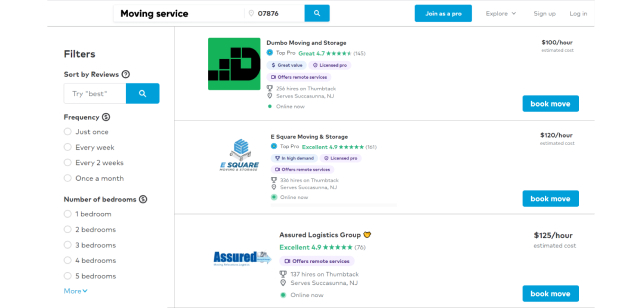 Moving service
07876
Join as a pro
Explore
Sign up
Log in
Filters
Sort by Reviews
Try "best"
Frequency
Just once
Every week
Every 2 weeks
Once a month
Number of bedrooms
1 bedroom
2 bedrooms
3 bedrooms
4 bedrooms
5 bedrooms
More
Dumbo Moving and Storage
Top Pro Great 4.7 ★★★★★ (145)
$ Great value
Licensed pro
Offers remote services
256 hires on Thumbtack
Serves Succasunna, NJ
Online now
$100/hour
estimated cost
book move
E SQUARE
MOVING & STORAGE
E Square Moving & Storage
Top Pro Excellent 4.9 ★★★★★ (161)
In high demand
Licensed pro
Offers remote services
336 hires on Thumbtack
Serves Succasunna, NJ
Online now
$120/hour
estimated cost
book move
Assured
Assured Logistics Group
Excellent 4.9 ★★★★★ (76)
Offers remote services
137 hires on Thumbtack
Serves Succasunna, NJ
Online now
$125/hour
estimated cost
book move